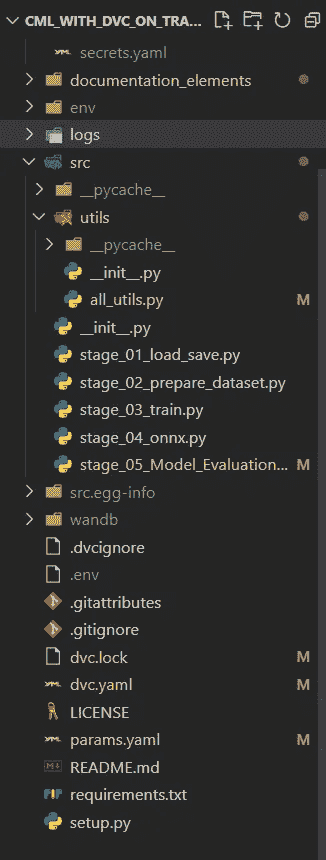 CML_WITH_DVC_ON_TRA...
secrets.yaml
documentation_elements
env
logs
src
__pycache__
utils
__pycache__
__init__.py
all_utils.py M
__init__.py
stage_01_load_save.py
stage_02_prepare_dataset.py
stage_03_train.py
stage_04_onnx.py
stage_05_Model_Evaluation... M
src.egg-info
wandb
.dvcignore
.env
.gitattributes
.gitignore
dvc.lock M
dvc.yaml M
LICENSE
params.yaml M
README.md
requirements.txt
setup.py